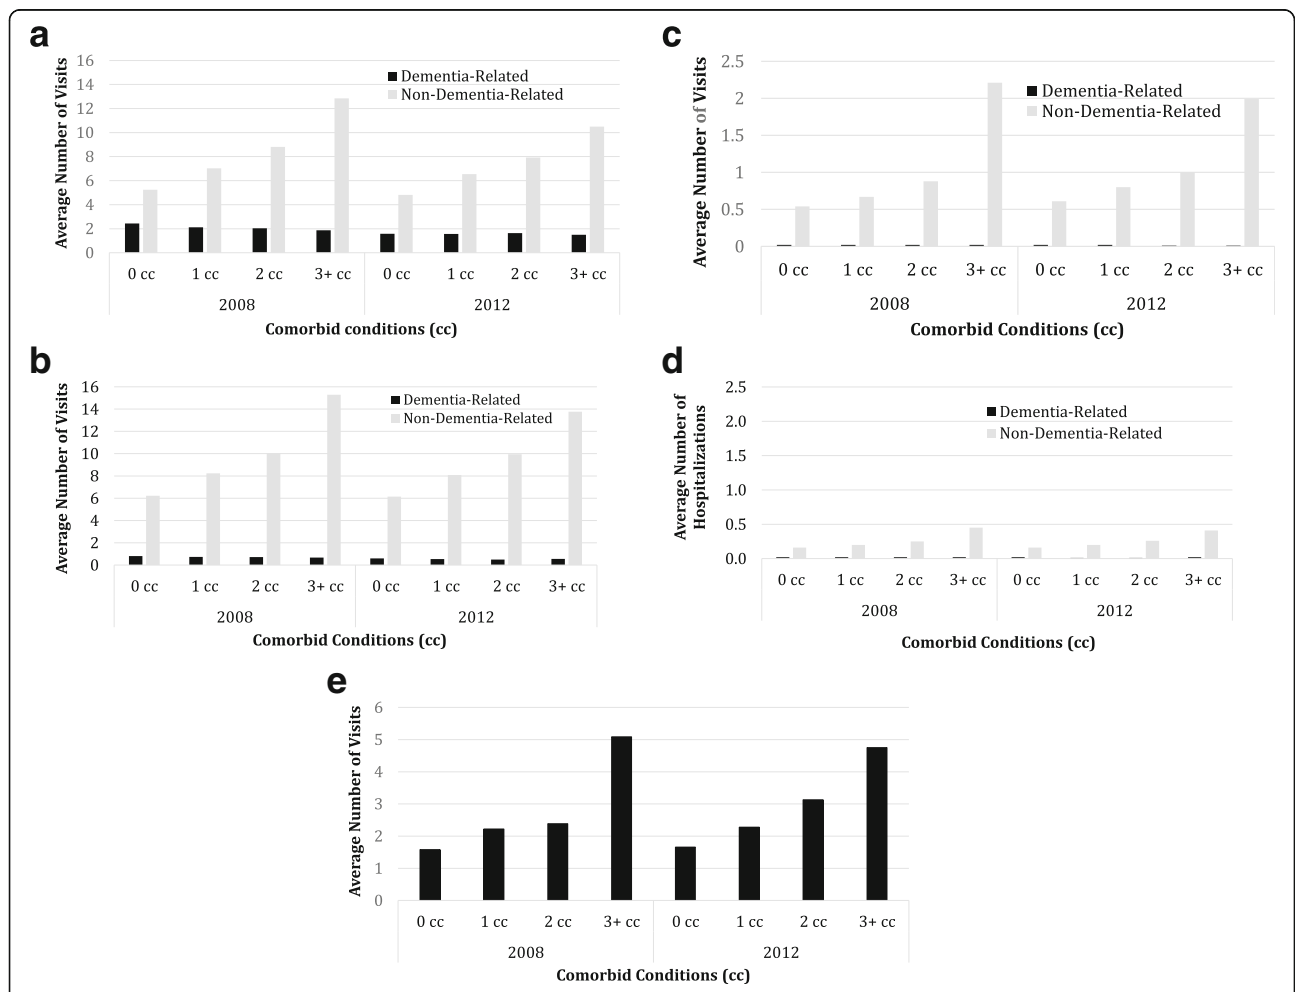 a
Average Number of Visits
16
14
12
10
8
6
4
2
0
Dementia-Related
Non-Dementia-Related
0 cc 1 cc 2 cc 3+ cc 0 cc 1 cc 2 cc 3+ cc
2008 2012
Comorbid conditions (cc)
b
Average Number of Visits
16
14
12
10
8
6
4
2
0
Dementia-Related
Non-Dementia-Related
0 cc 1 cc 2 cc 3+ cc 0 cc 1 cc 2 cc 3+ cc
2008 2012
Comorbid Conditions (cc)
c
Average Number of Visits
2.5
2
1.5
1
0.5
0
Dementia-Related
Non-Dementia-Related
0 cc 1 cc 2 cc 3+ cc 0 cc 1 cc 2 cc 3+ cc
2008 2012
Comorbid Conditions (cc)
d
Average Number of
Hospitalizations
2.5
2.0
1.5
1.0
0.5
0.0
Dementia-Related
Non-Dementia-Related
0 cc 1 cc 2 cc 3+ cc 0 cc 1 cc 2 cc 3+ cc
2008 2012
Comorbid Conditions (cc)
e
Average Number of Visits
6
5
4
3
2
1
0
0 cc 1 cc 2 cc 3+ cc 0 cc 1 cc 2 cc 3+ cc
2008 2012
Comorbid Conditions (cc)